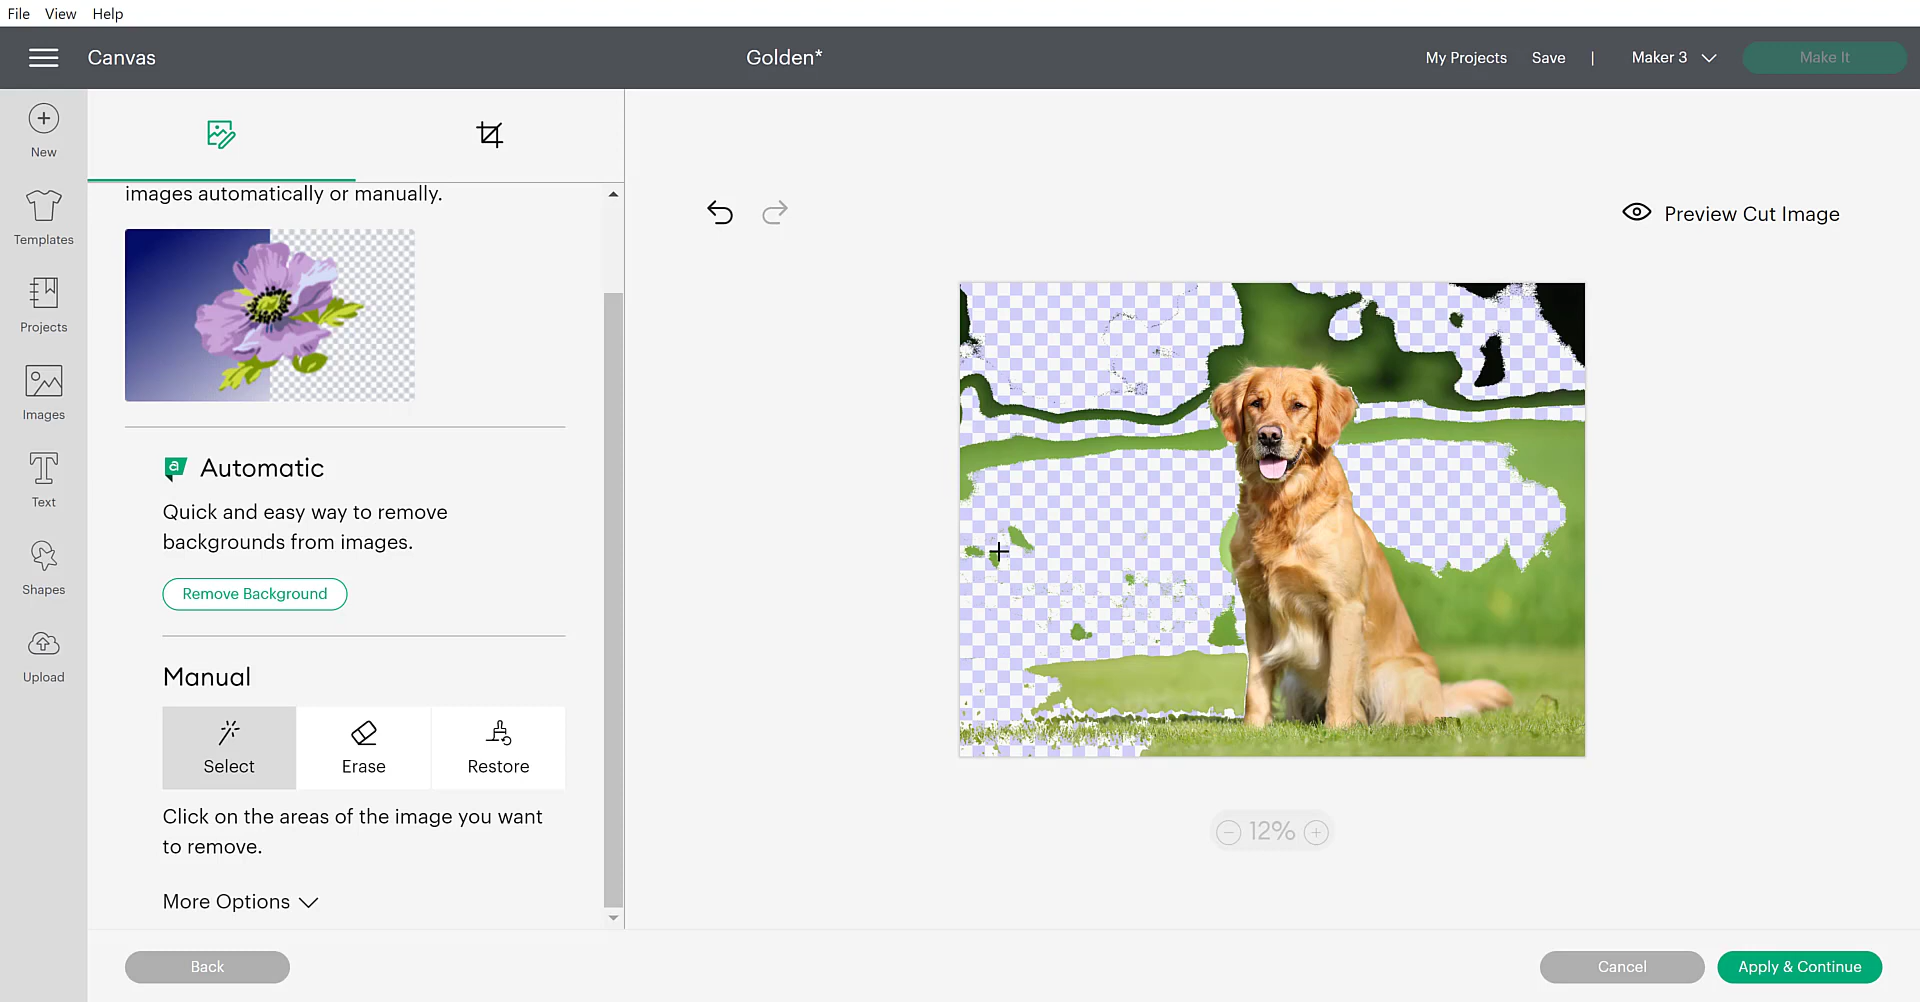 File View Help
Canvas
Golden*
My Projects Save | Maker 3 Make It
New
Templates
Projects
Images
Text
Shapes
Upload
images automatically or manually.
a Automatic
Quick and easy way to remove
backgrounds from images.
Remove Background
Manual
Select Erase Restore
Click on the areas of the image you want
to remove.
More Options
Preview Cut Image
12%
Back
Cancel Apply & Continue